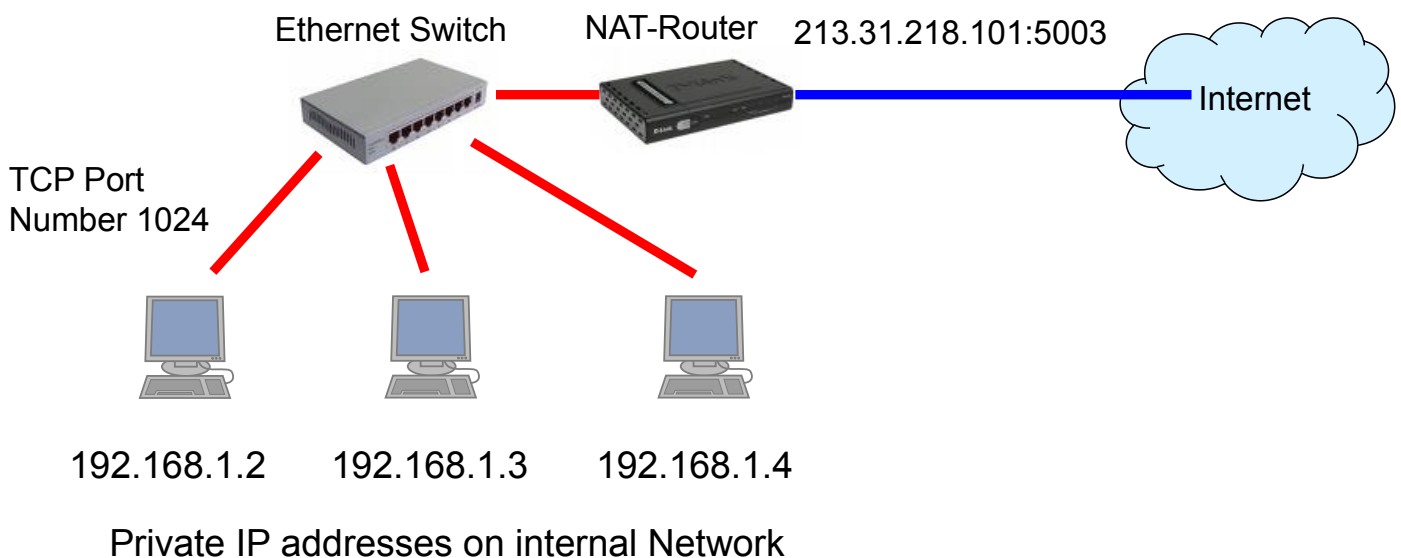 Ethernet Switch
NAT-Router
213.31.218.101:5003
Internet
D-Link
TCP Port
Number 1024
192.168.1.2
192.168.1.3
192.168.1.4
Private IP addresses on internal Network